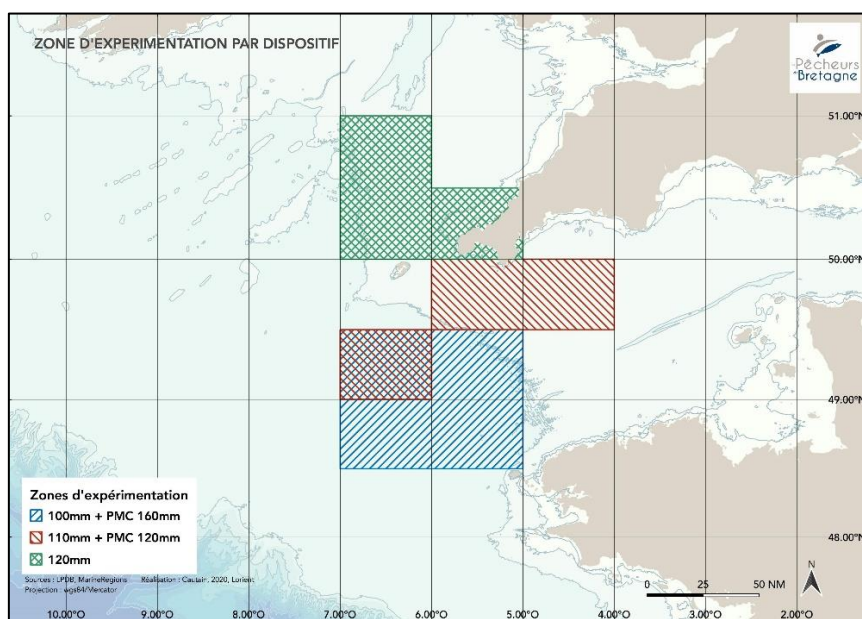 ZONE D'EXPERIMENTATION PAR DISPOSITIF
Pêcheurs
de Bretagne
51.00°N
50.00°N
49.00°N
48.00°N
Zones d'expérimentation
100mm + PMC 160mm
110mm + PMC 120mm
120mm
Sources : LPDB, MarineRegions Réalisation : Cautain, 2020, Lorient
Projection : wgs84/Mercator
N
0 25 50 NM
10.00°O 9.00°O 8.00°O 7.00°O 6.00°O 5.00°O 4.00°O 3.00°O 2.00°O